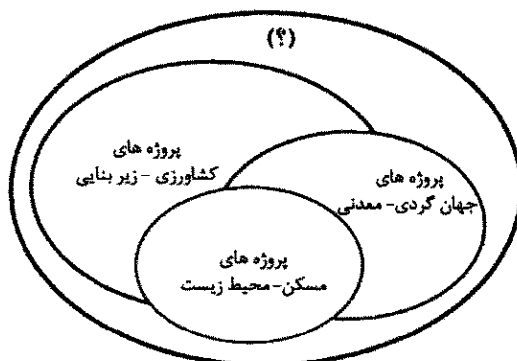 (؟)
پروژه های
کشاورزی - زیر بنایی
پروژه های
جهان گردی- معدنی
پروژه های
مسکن- محیط زیست